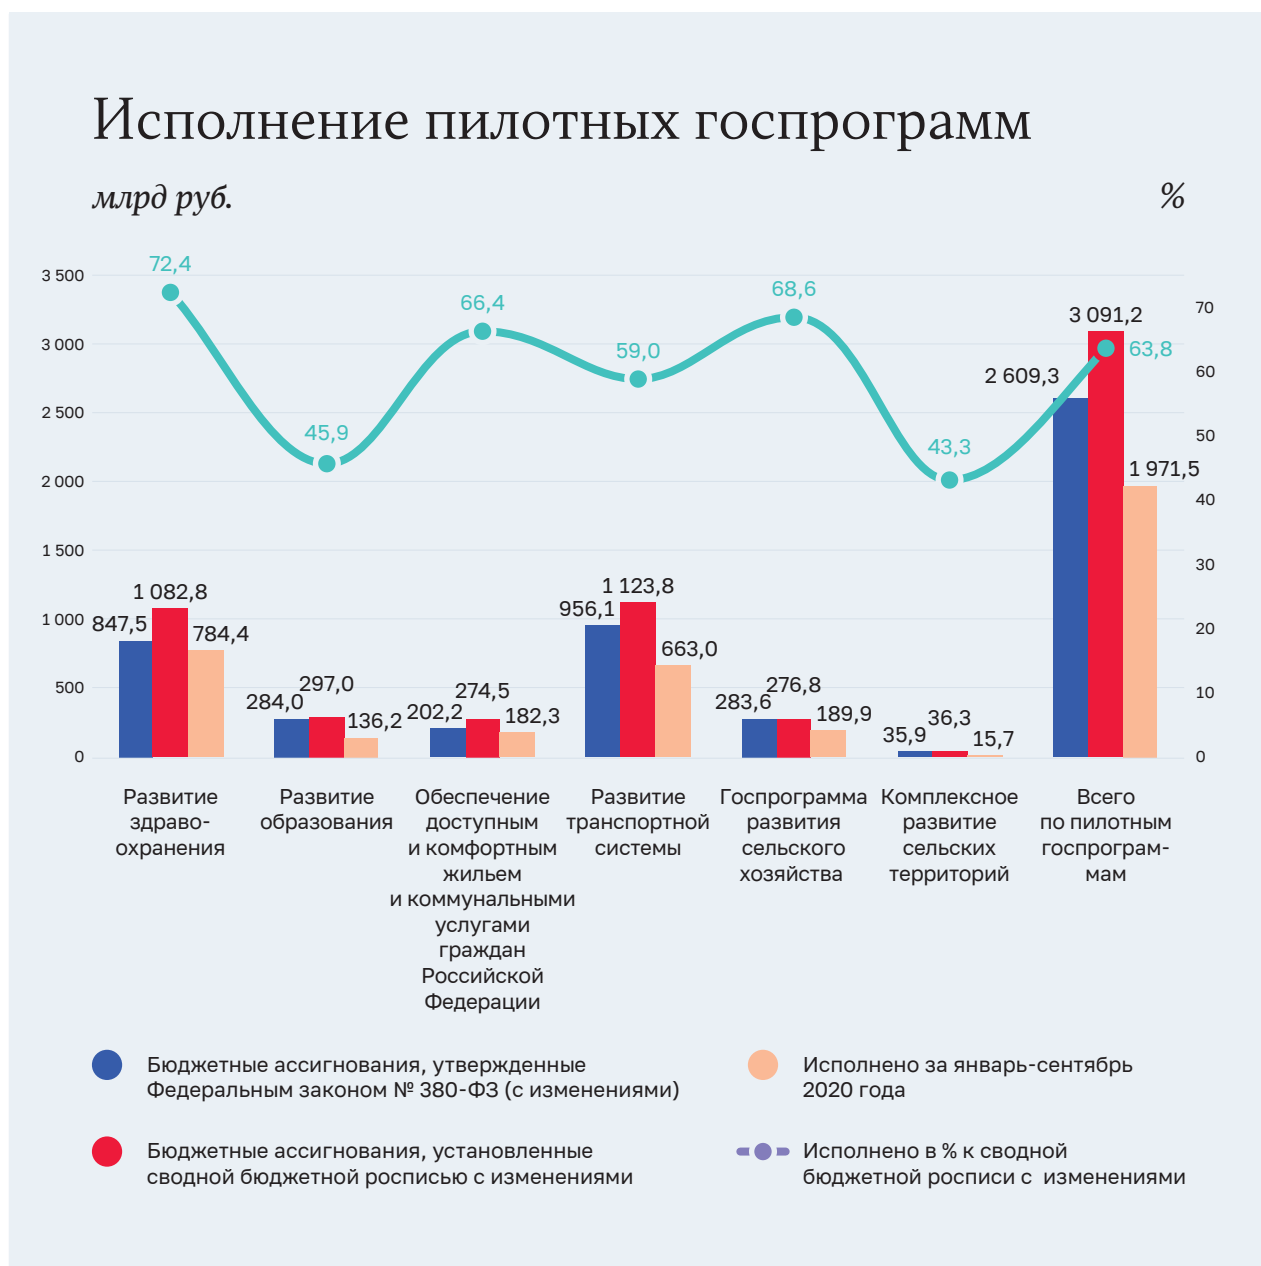 Исполнение пилотных госпрограмм
млрд руб.
%
3 500
3 000
2 500
2 000
1 500
1 000
500
0
70
60
50
40
30
20
10
0
72,4
45,9
66,4
59,0
68,6
43,3
63,8
847,5
1 082,8
784,4
284,0
297,0
136,2
202,2
274,5
182,3
956,1
1 123,8
663,0
283,6
276,8
189,9
35,9
36,3
15,7
2 609,3
3 091,2
1 971,5
Развитие
здраво-
охранения
Развитие
образования
Обеспечение
доступным
и комфортным
жильем
и коммунальными
услугами
граждан
Российской
Федерации
Развитие
транспортной
системы
Госпрограмма
развития
сельского
хозяйства
Комплексное
развитие
сельских
территорий
Всего
по пилотным
госпрограм-
мам
Бюджетные ассигнования, утвержденные
Федеральным законом № 380-ФЗ (с изменениями)
Бюджетные ассигнования, установленные
сводной бюджетной росписью с изменениями
Исполнено за январь-сентябрь
2020 года
Исполнено в % к сводной
бюджетной росписи с изменениями